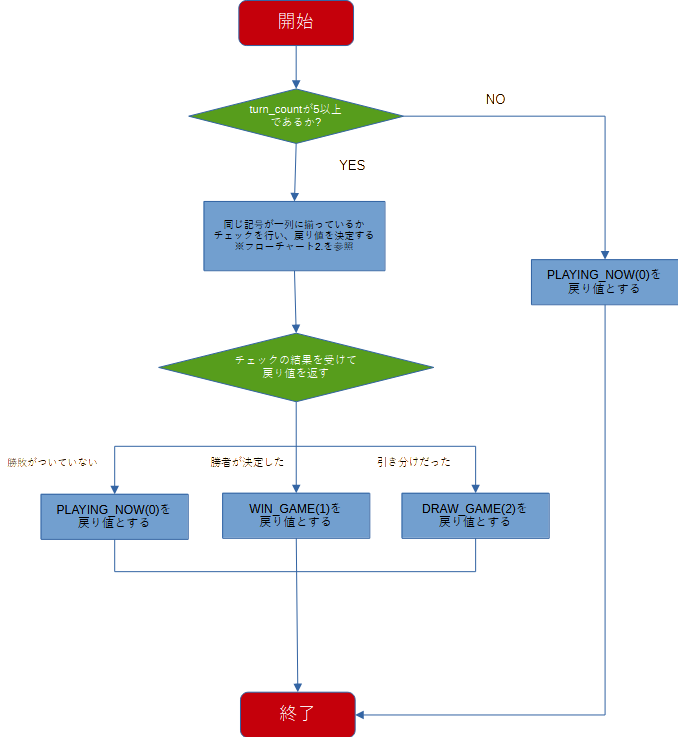 開始
turn_countが5以上
であるか?
NO
YES
同じ記号が一列に揃っているか
チェックを行い、戻り値を決定する
※フローチャート2.を参照
PLAYING_NOW(0)を
戻り値とする
チェックの結果を受けて
戻り値を返す
勝敗がついていない
勝者が決定した
引き分けだった
PLAYING_NOW(0)を
戻り値とする
WIN_GAME(1)を
戻り値とする
DRAW_GAME(2)を
戻り値とする
終了